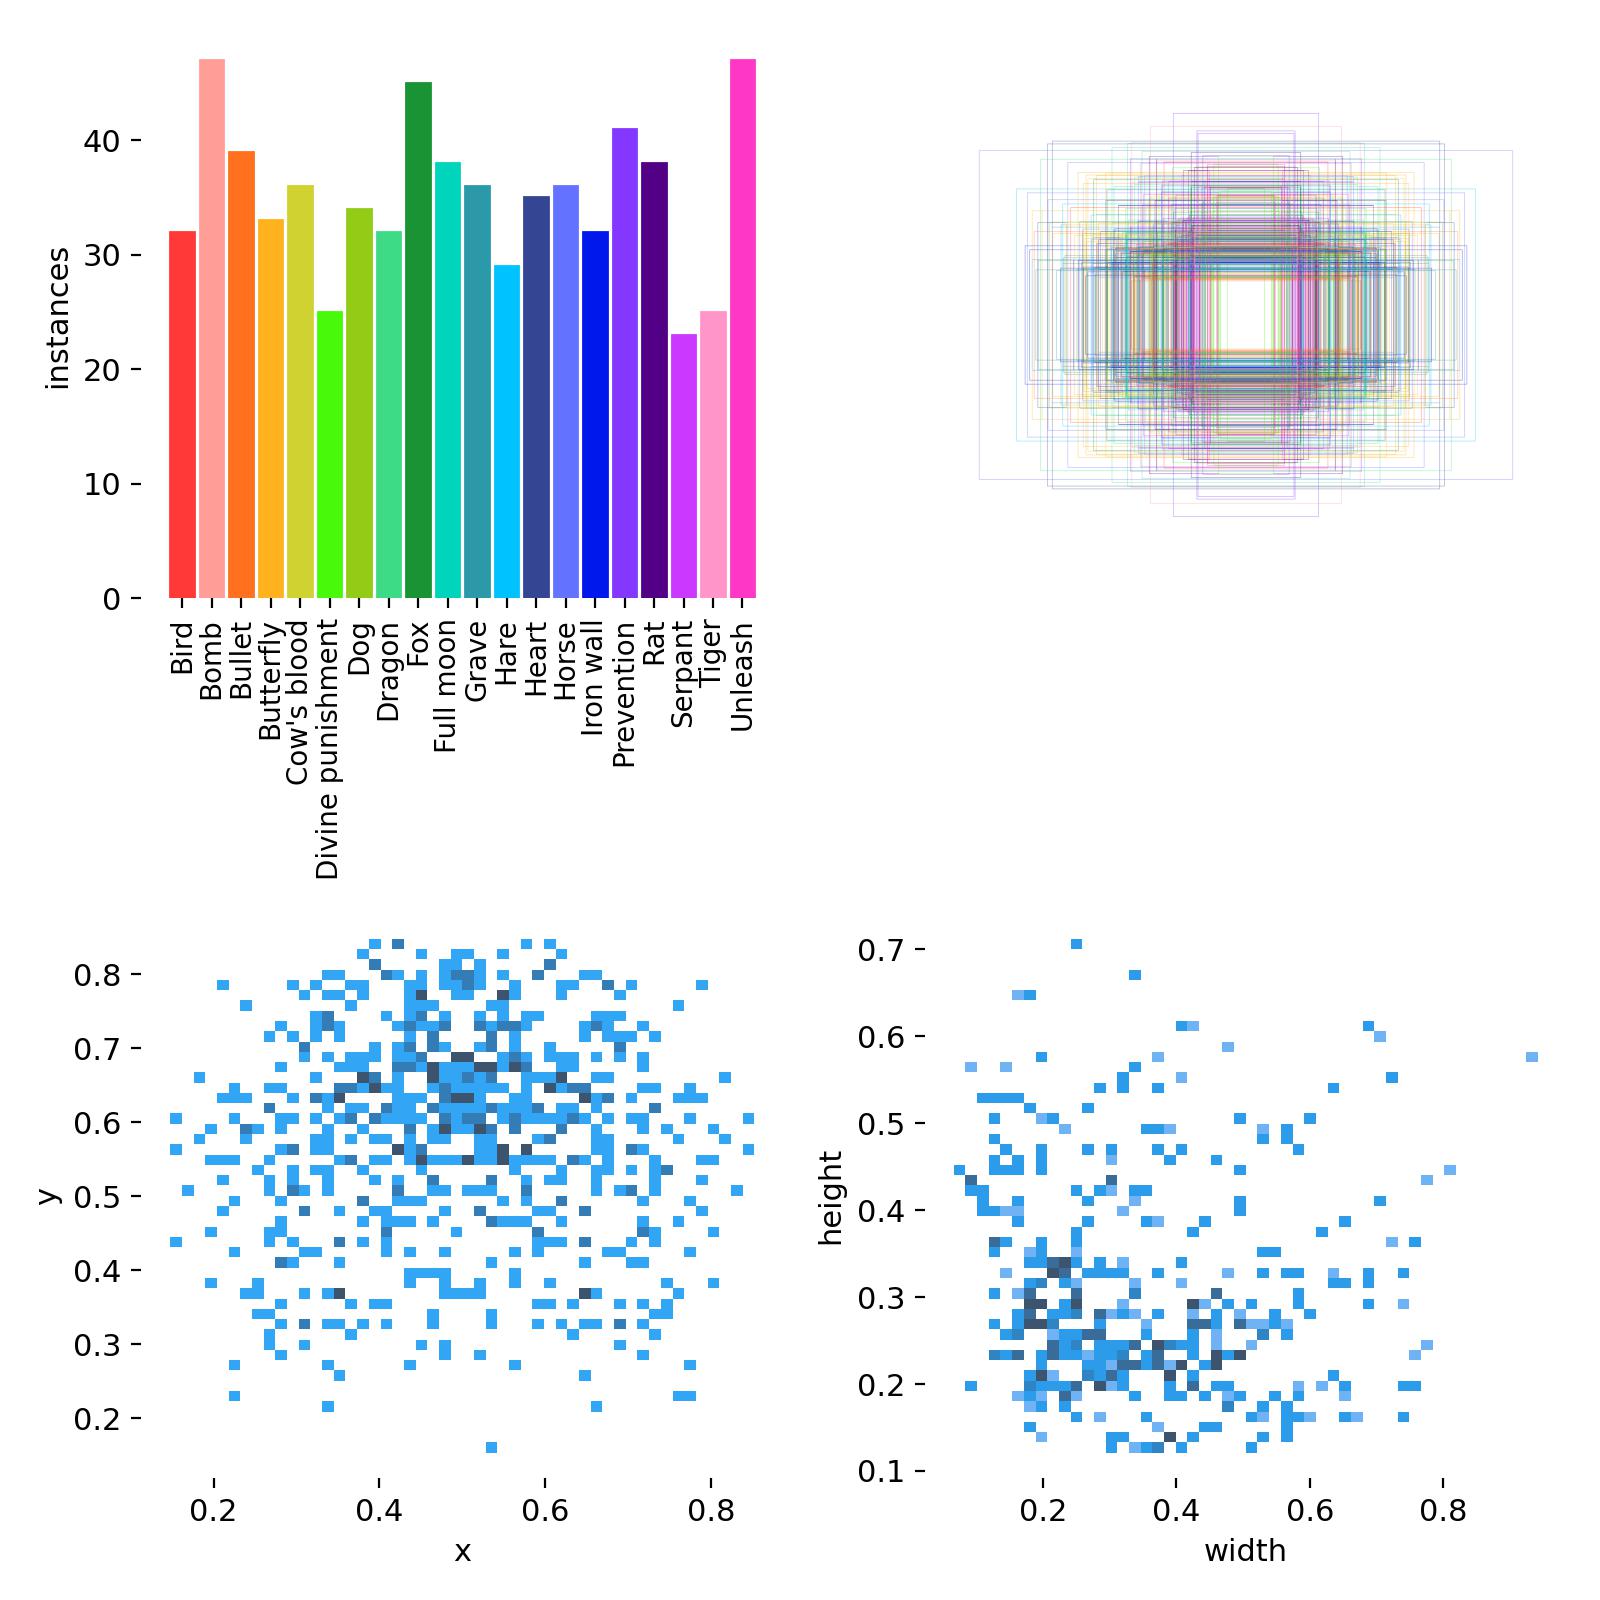 instances
40
30
20
10
0
Bird
Bomb
Bullet
Butterfly
Cow's blood
Divine punishment
Dog
Dragon
Fox
Full moon
Grave
Hare
Heart
Horse
Iron wall
Prevention
Rat
Serpant
Tiger
Unleash
y
0.8
0.7
0.6
0.5
0.4
0.3
0.2
0.2
0.4
0.6
0.8
x
height
0.7
0.6
0.5
0.4
0.3
0.2
0.1
0.2
0.4
0.6
0.8
width